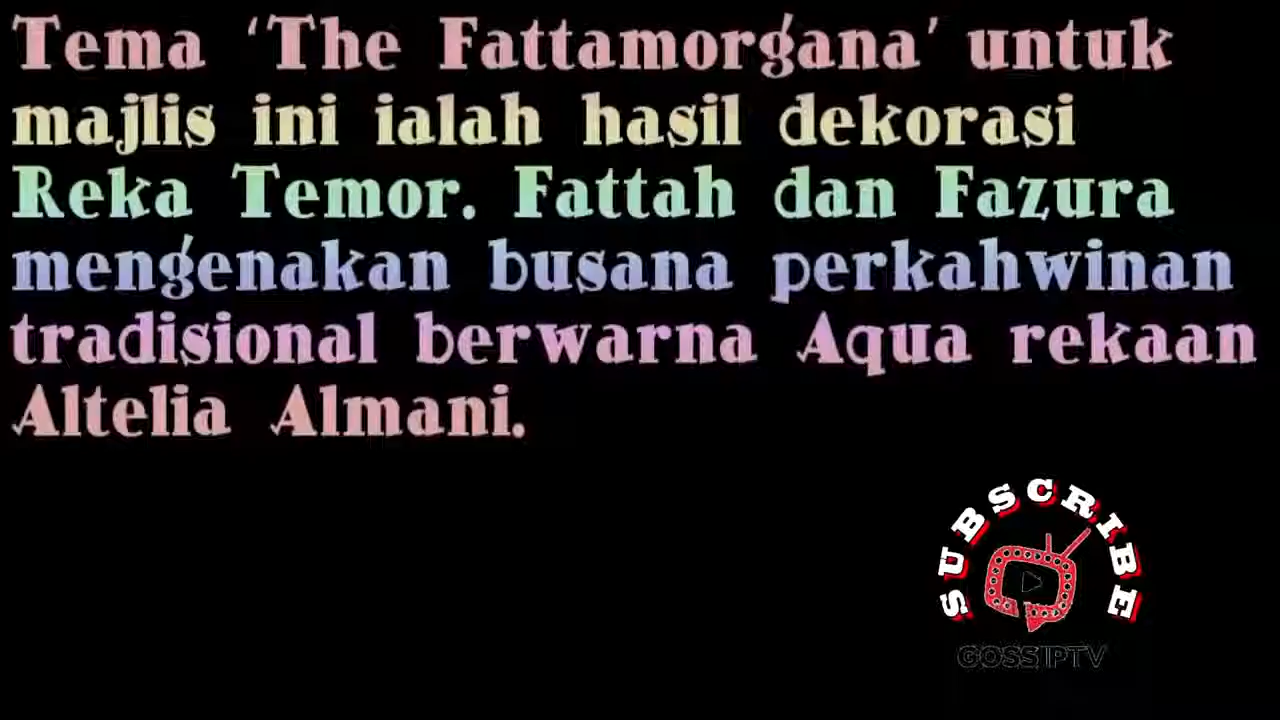 Tema ‘The Fattamorgana’ untuk
majlis ini ialah hasil dekorasi
Reka Temor. Fattah dan Fazura
mengenakan busana perkahwinan
tradisional berwarna Aqua rekaan
Altelia Almani.
SUBSCRIBE
GOSSIPTV